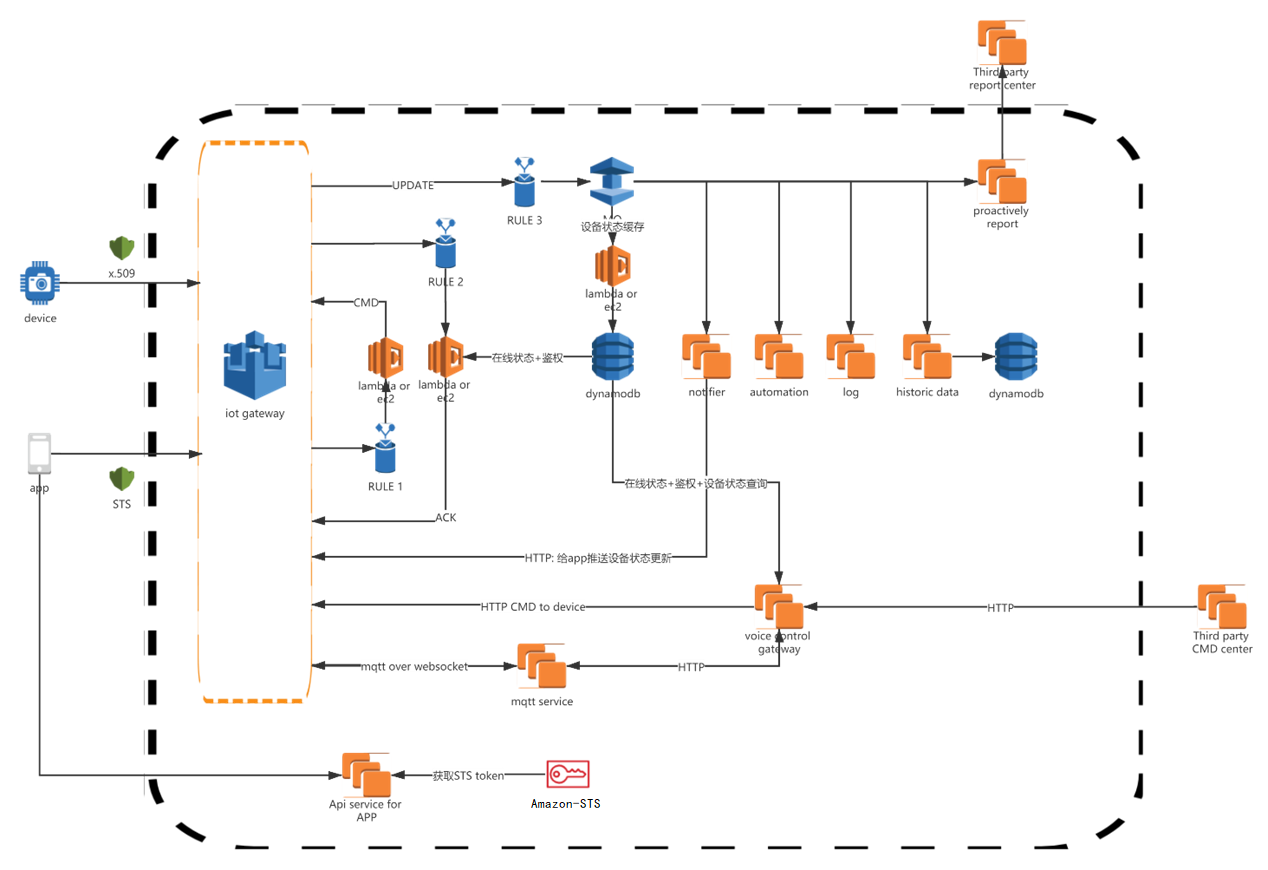 Third party
report center
UPDATE
RULE 3
MQ
设备状态缓存
proactively
report
x.509
device
RULE 2
lambda or
ec2
CMD
iot gateway
lambda or
ec2
lambda or
ec2
在线状态+鉴权
dynamodb
notifier
automation
log
historic data
dynamodb
RULE 1
app
STS
在线状态+鉴权+设备状态查询
ACK
HTTP: 给app推送设备状态更新
HTTP CMD to device
HTTP
voice control
gateway
Third party
CMD center
mqtt over websocket
HTTP
mqtt service
获取STS token
Api service for
APP
Amazon-STS